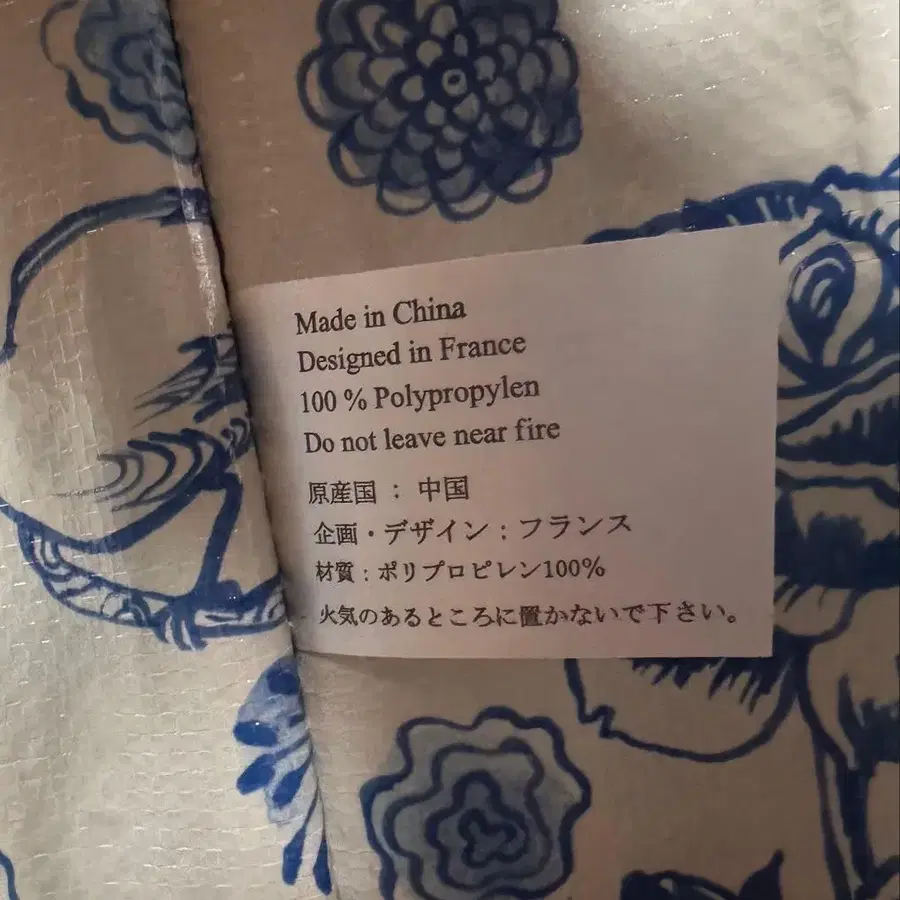 Made in China
Designed in France
100 % Polypropylen
Do not leave near fire
原産国 : 中国
企画・デザイン : フランス
材質 : ポリプロピレン100%
火気のあるところに置かないで下さい。